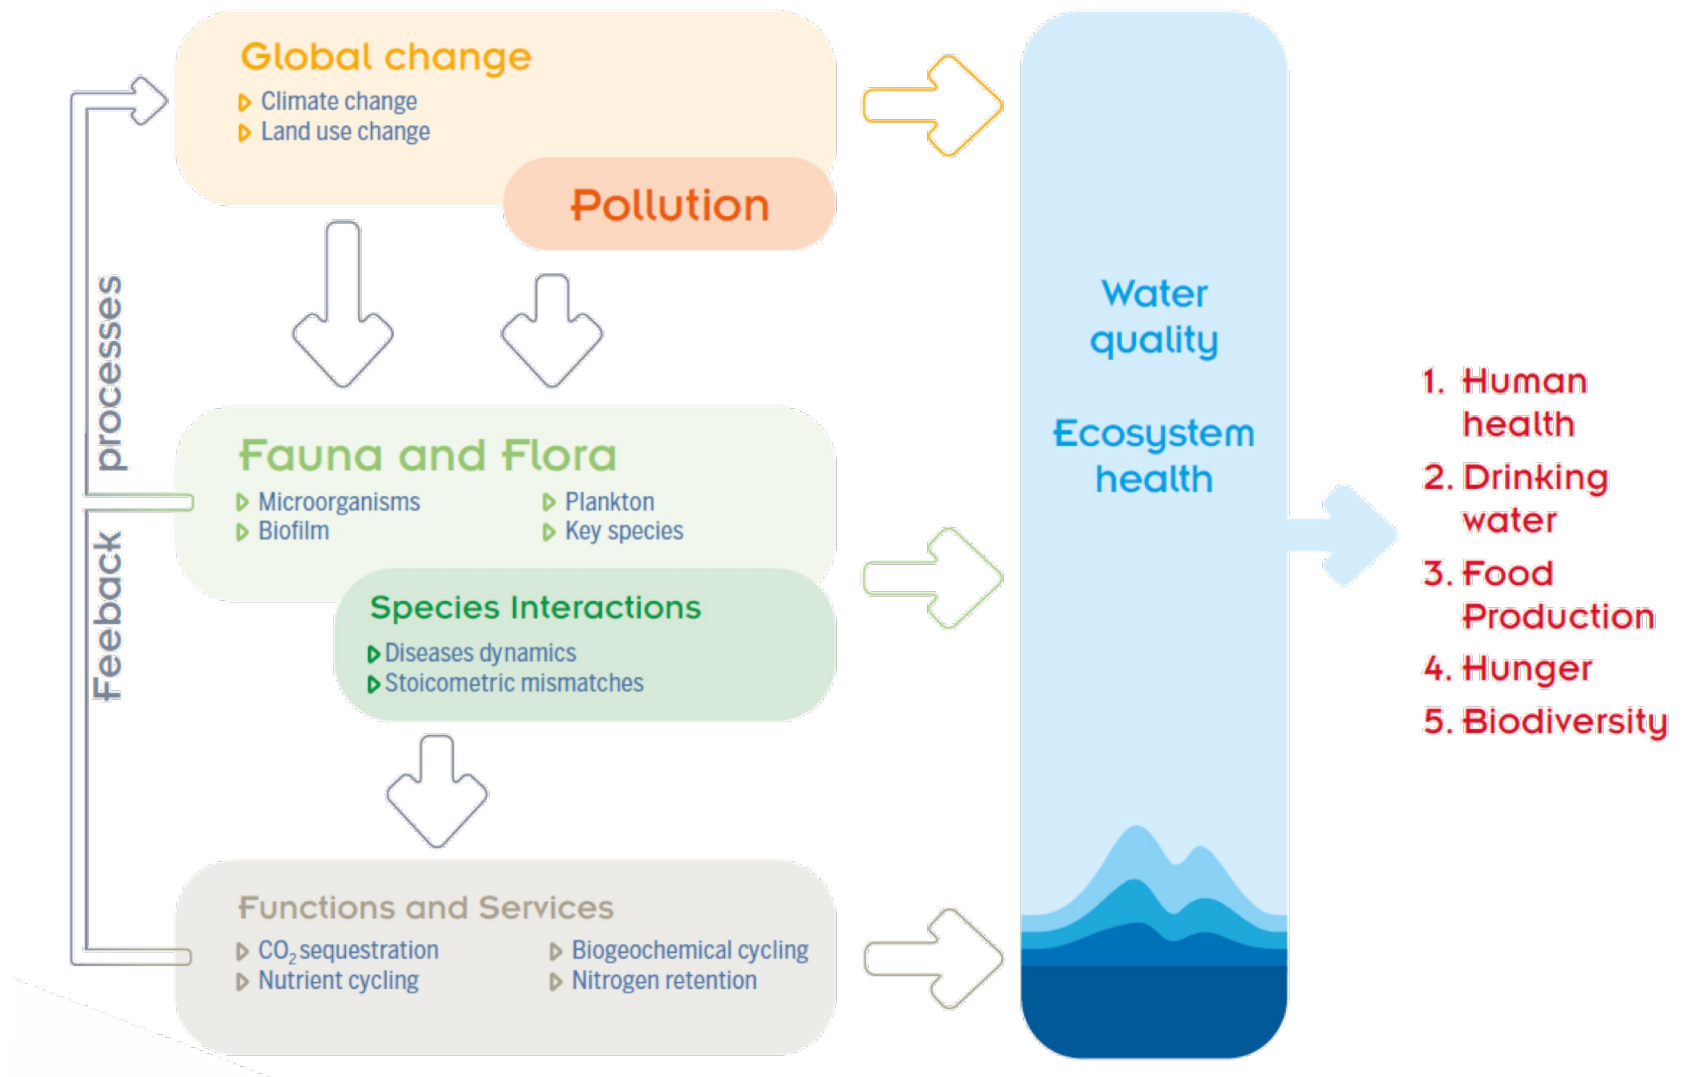 Global change
Climate change
Land use change
Pollution
Feeback processes
Fauna and Flora
Microorganisms
Biofilm
Plankton
Key species
Species Interactions
Diseases dynamics
Stoicometric mismatches
Functions and Services
CO₂ sequestration
Nutrient cycling
Biogeochemical cycling
Nitrogen retention
Water
quality
Ecosystem
health
1. Human
health
2. Drinking
water
3. Food
Production
4. Hunger
5. Biodiversity